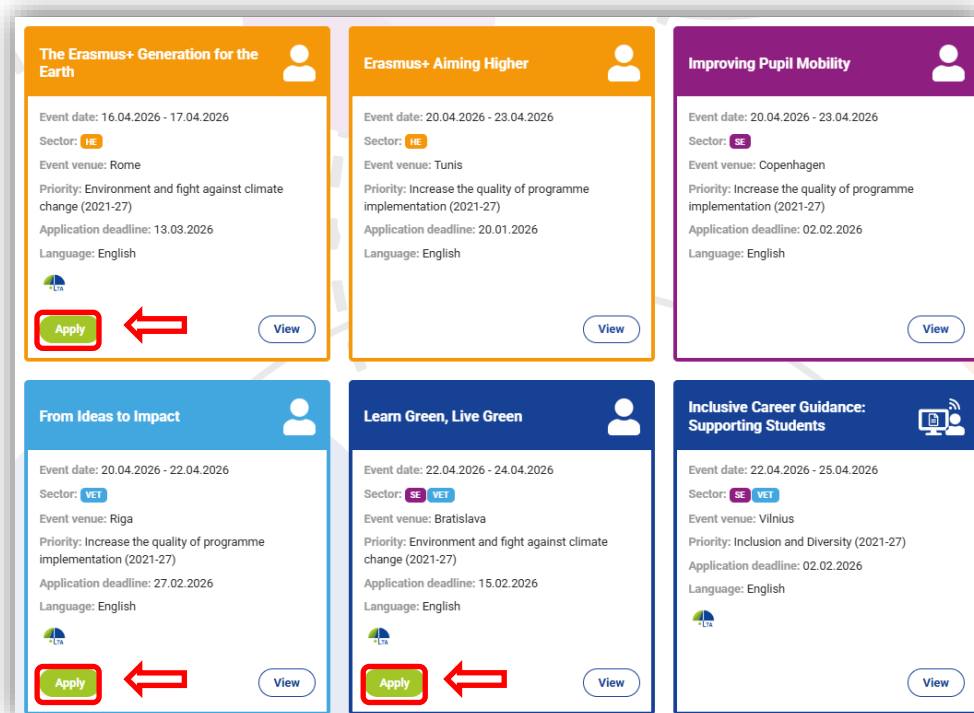 The Erasmus+ Generation for the
Earth
Event date: 16.04.2026 - 17.04.2026
Sector: HE
Event venue: Rome
Priority: Environment and fight against climate
change (2021-27)
Application deadline: 13.03.2026
Language: English
LTA
Apply
View
Erasmus+ Aiming Higher
Event date: 20.04.2026 - 23.04.2026
Sector: HE
Event venue: Tunis
Priority: Increase the quality of programme
implementation (2021-27)
Application deadline: 20.01.2026
Language: English
View
Improving Pupil Mobility
Event date: 20.04.2026 - 23.04.2026
Sector: SE
Event venue: Copenhagen
Priority: Increase the quality of programme
implementation (2021-27)
Application deadline: 02.02.2026
Language: English
View
From Ideas to Impact
Event date: 20.04.2026 - 22.04.2026
Sector: VET
Event venue: Riga
Priority: Increase the quality of programme
implementation (2021-27)
Application deadline: 27.02.2026
Language: English
LTA
Apply
View
Learn Green, Live Green
Event date: 22.04.2026 - 24.04.2026
Sector: SE VET
Event venue: Bratislava
Priority: Environment and fight against climate
change (2021-27)
Application deadline: 15.02.2026
Language: English
LTA
Apply
View
Inclusive Career Guidance:
Supporting Students
Event date: 22.04.2026 - 25.04.2026
Sector: SE VET
Event venue: Vilnius
Priority: Inclusion and Diversity (2021-27)
Application deadline: 02.02.2026
Language: English
LTA
View